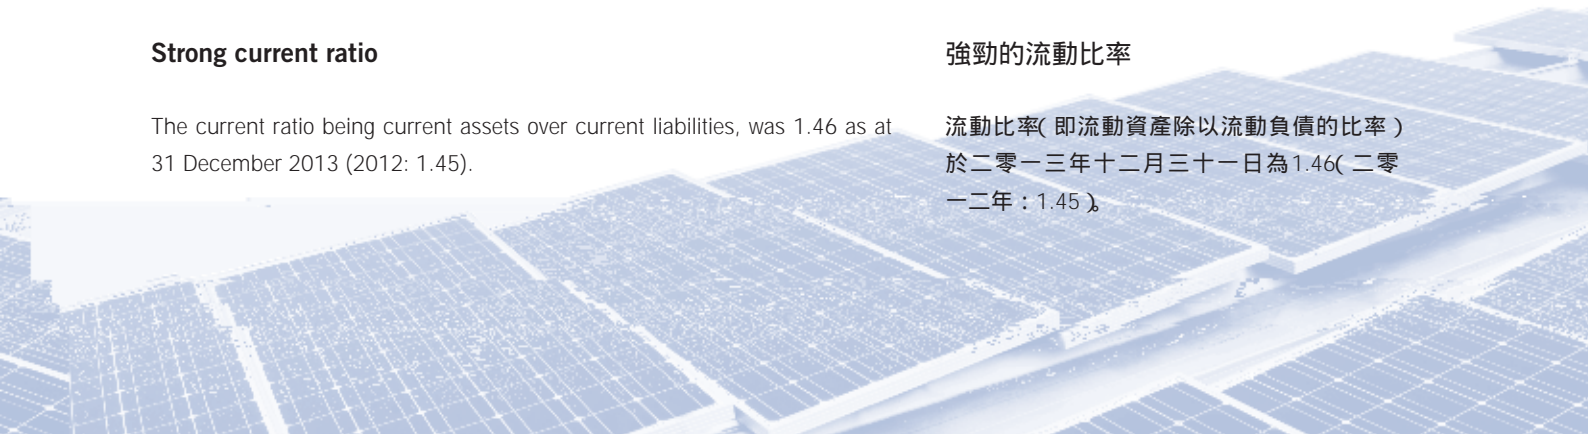 Strong current ratio
The current ratio being current assets over current liabilities, was 1.46 as at
31 December 2013 (2012: 1.45).
強勁的流動比率
流動比率(即流動資產除以流動負債的比率)
於二零一三年十二月三十一日為1.46(二零
一二年：1.45)。